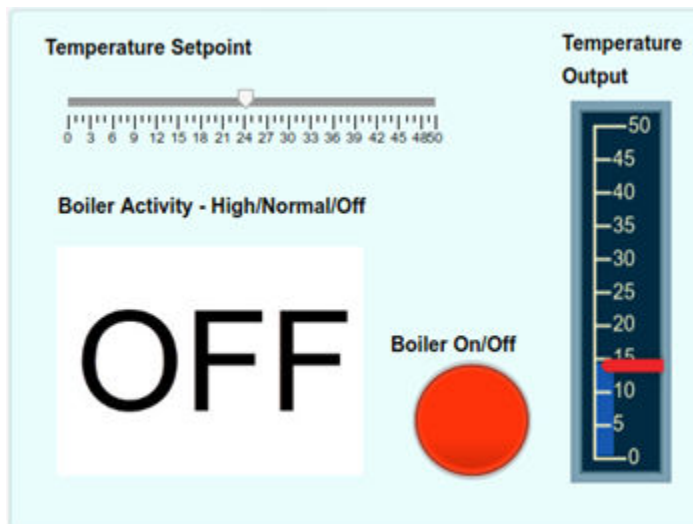 Temperature Setpoint
0 3 6 9 12 15 18 21 24 27 30 33 36 39 42 45 48 50
Boiler Activity - High/Normal/Off
OFF
Boiler On/Off
Temperature
Output
50
45
40
35
30
25
20
15
10
5
0